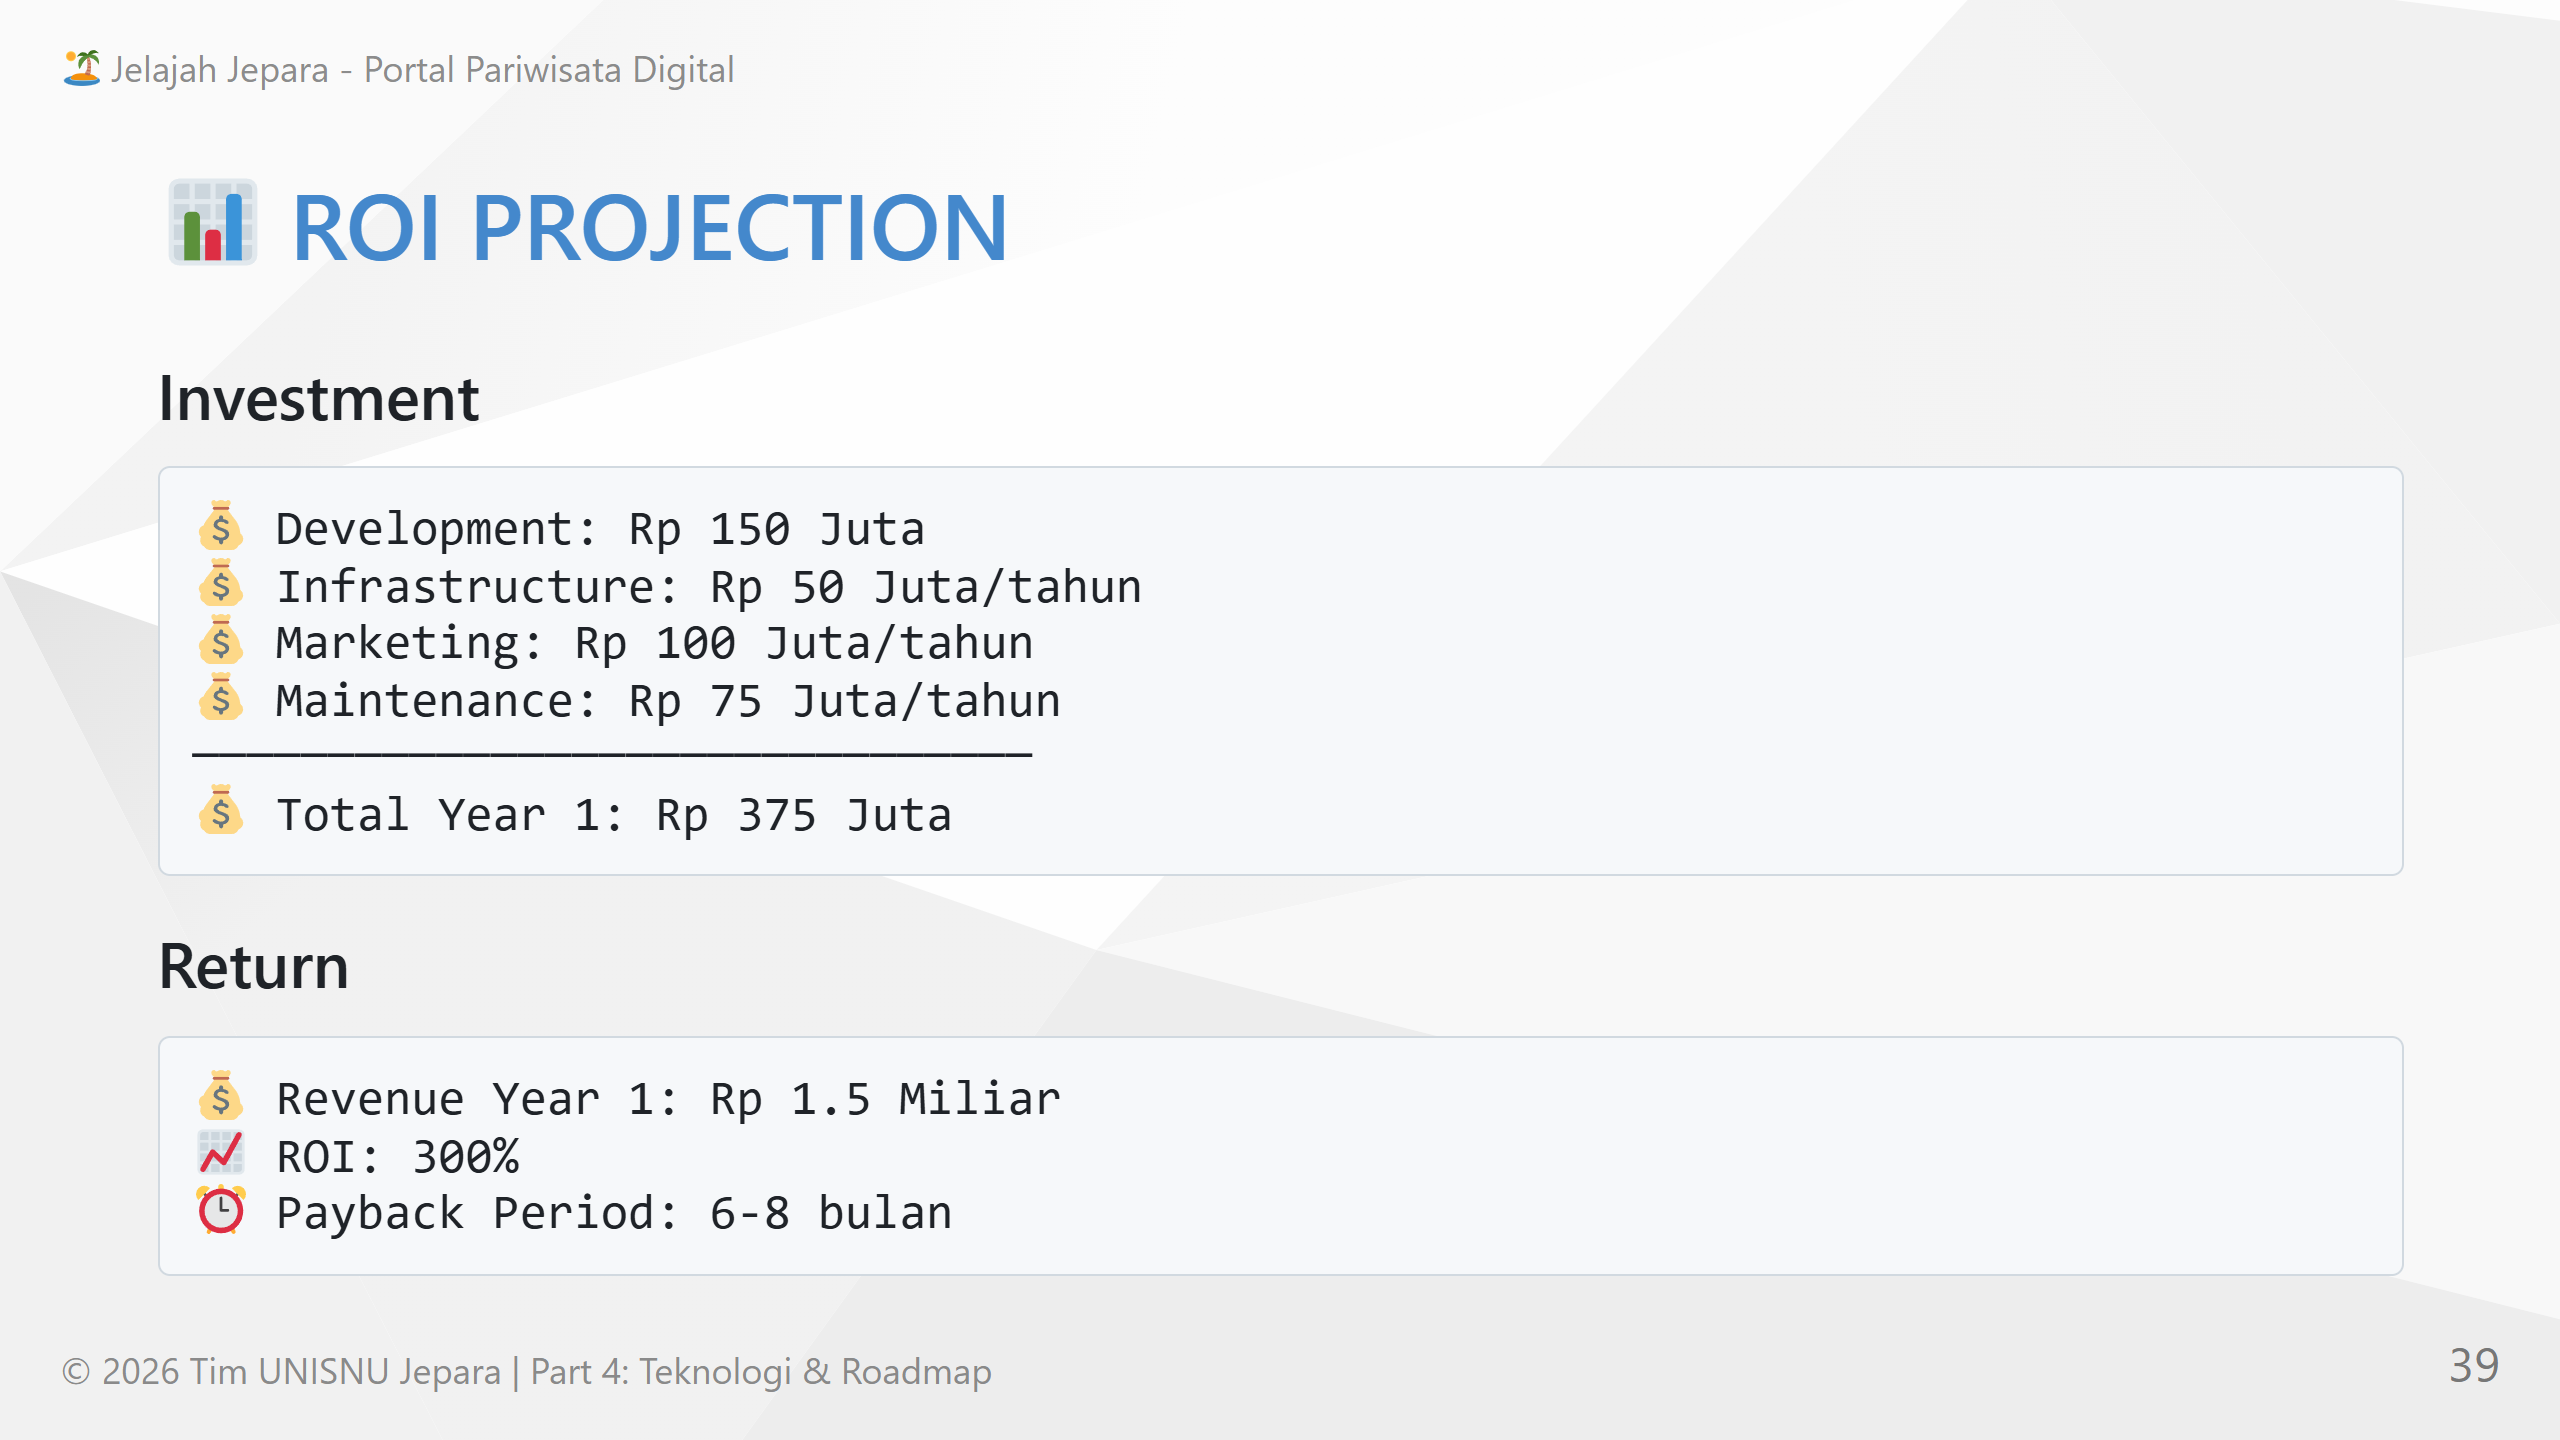 Jelajah Jepara - Portal Pariwisata Digital
ROI PROJECTION
Investment
Development: Rp 150 Juta
Infrastructure: Rp 50 Juta/tahun
Marketing: Rp 100 Juta/tahun
Maintenance: Rp 75 Juta/tahun
Total Year 1: Rp 375 Juta
Return
Revenue Year 1: Rp 1.5 Miliar
ROI: 300%
Payback Period: 6-8 bulan
© 2026 Tim UNISNU Jepara | Part 4: Teknologi & Roadmap
39